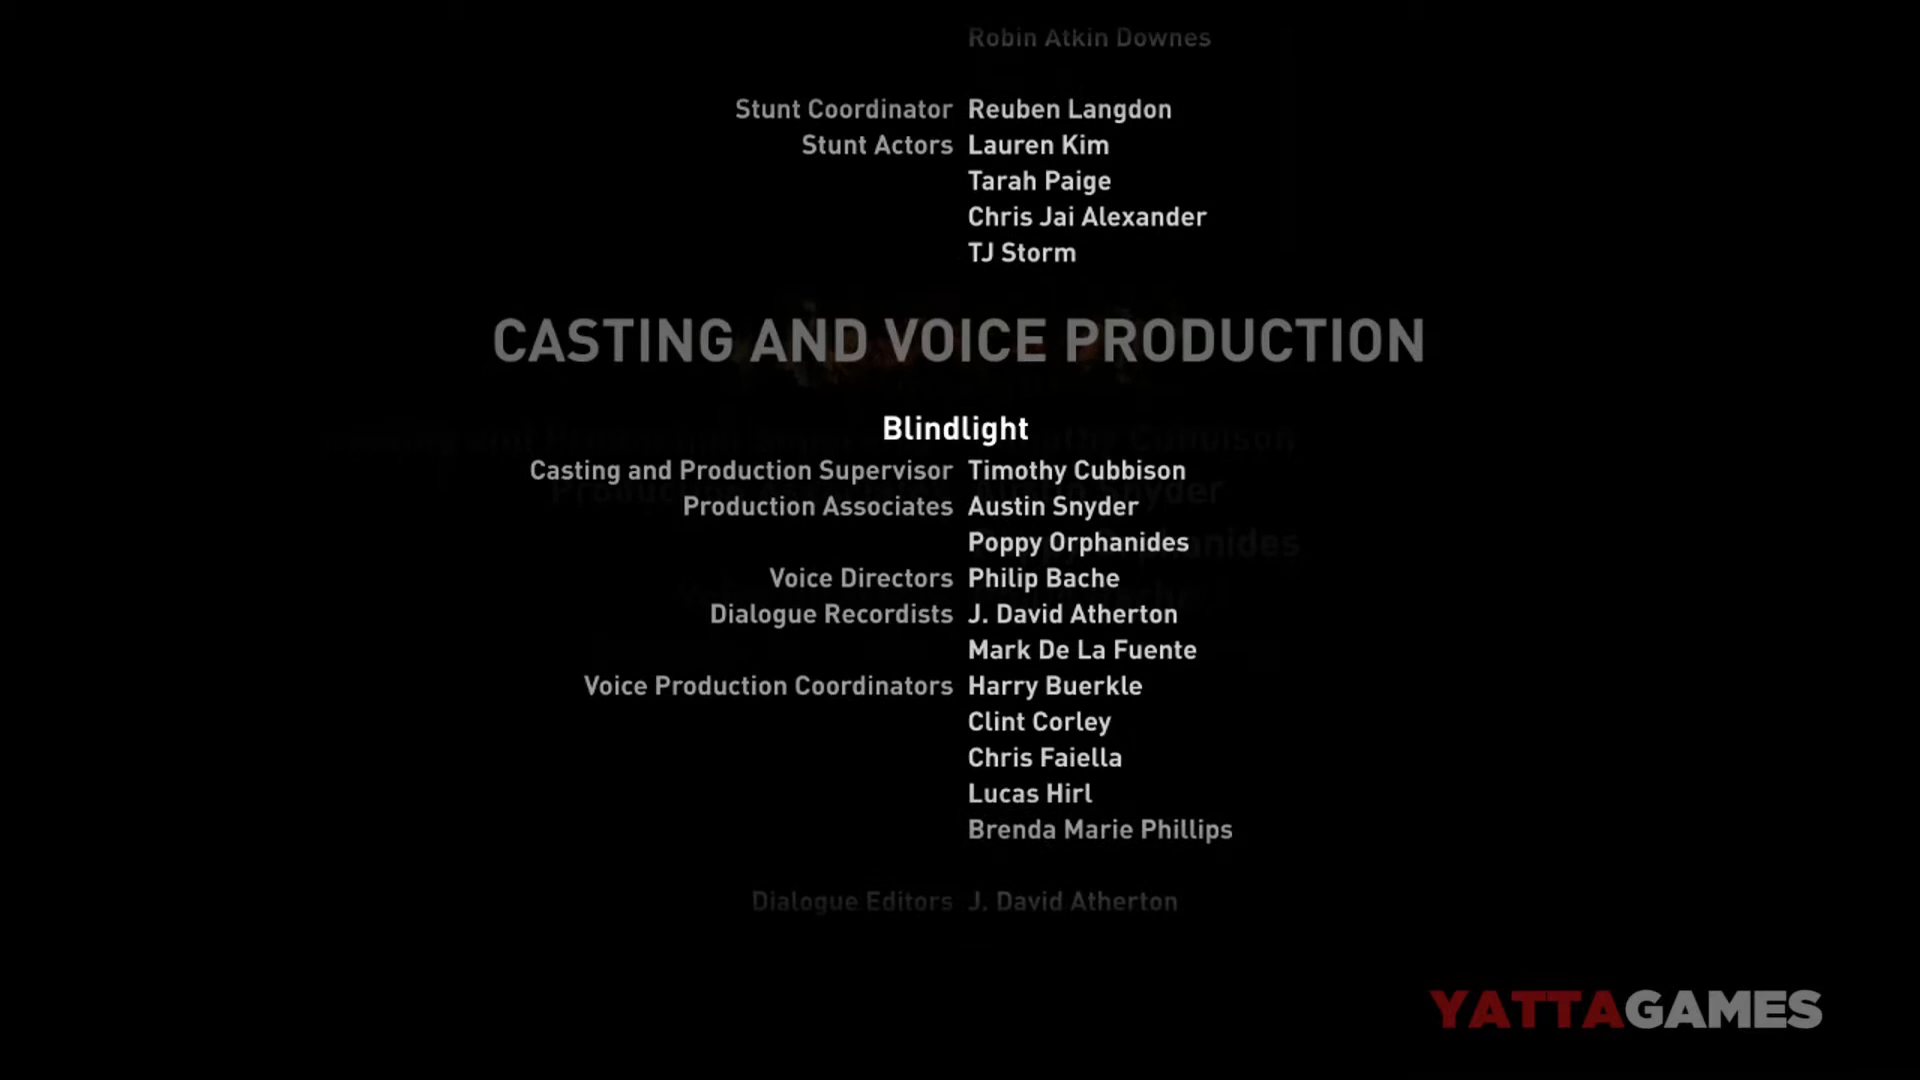 Robin Atkin Downes
Stunt Coordinator Reuben Langdon
Stunt Actors Lauren Kim
Tarah Paige
Chris Jai Alexander
TJ Storm
CASTING AND VOICE PRODUCTION
Blindlight
Casting and Production Supervisor Timothy Cubbison
Production Associates Austin Snyder
Poppy Orphanides
Voice Directors Philip Bache
Dialogue Recordists J. David Atherton
Mark De La Fuente
Voice Production Coordinators Harry Buerkle
Clint Corley
Chris Faiella
Lucas Hirl
Brenda Marie Phillips
Dialogue Editors J. David Atherton
YATTAGAMES